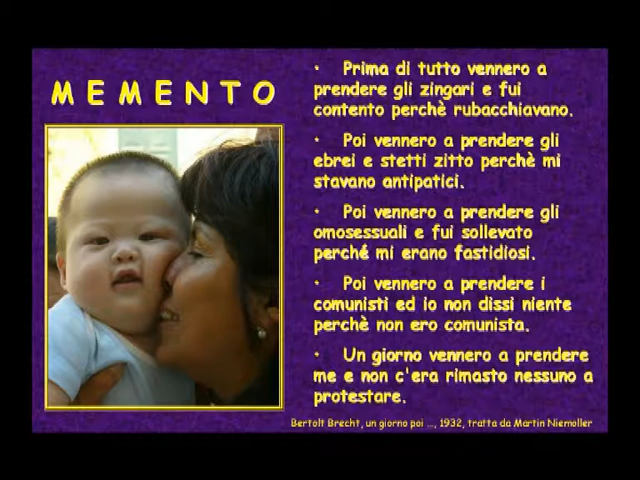 MEMENTO
• Prima di tutto vennero a
prendere gli zingari e fui
contento perchè rubacchiavano.
• Poi vennero a prendere gli
ebrei e stetti zitto perchè mi
stavano antipatici.
• Poi vennero a prendere gli
omosessuali e fui sollevato
perché mi erano fastidiosi.
• Poi vennero a prendere i
comunisti ed io non dissi niente
perchè non ero comunista.
• Un giorno vennero a prendere
me e non c'era rimasto nessuno a
protestare.
Bertolt Brecht, un giorno poi ..., 1932, tratta da Martin Niemoller